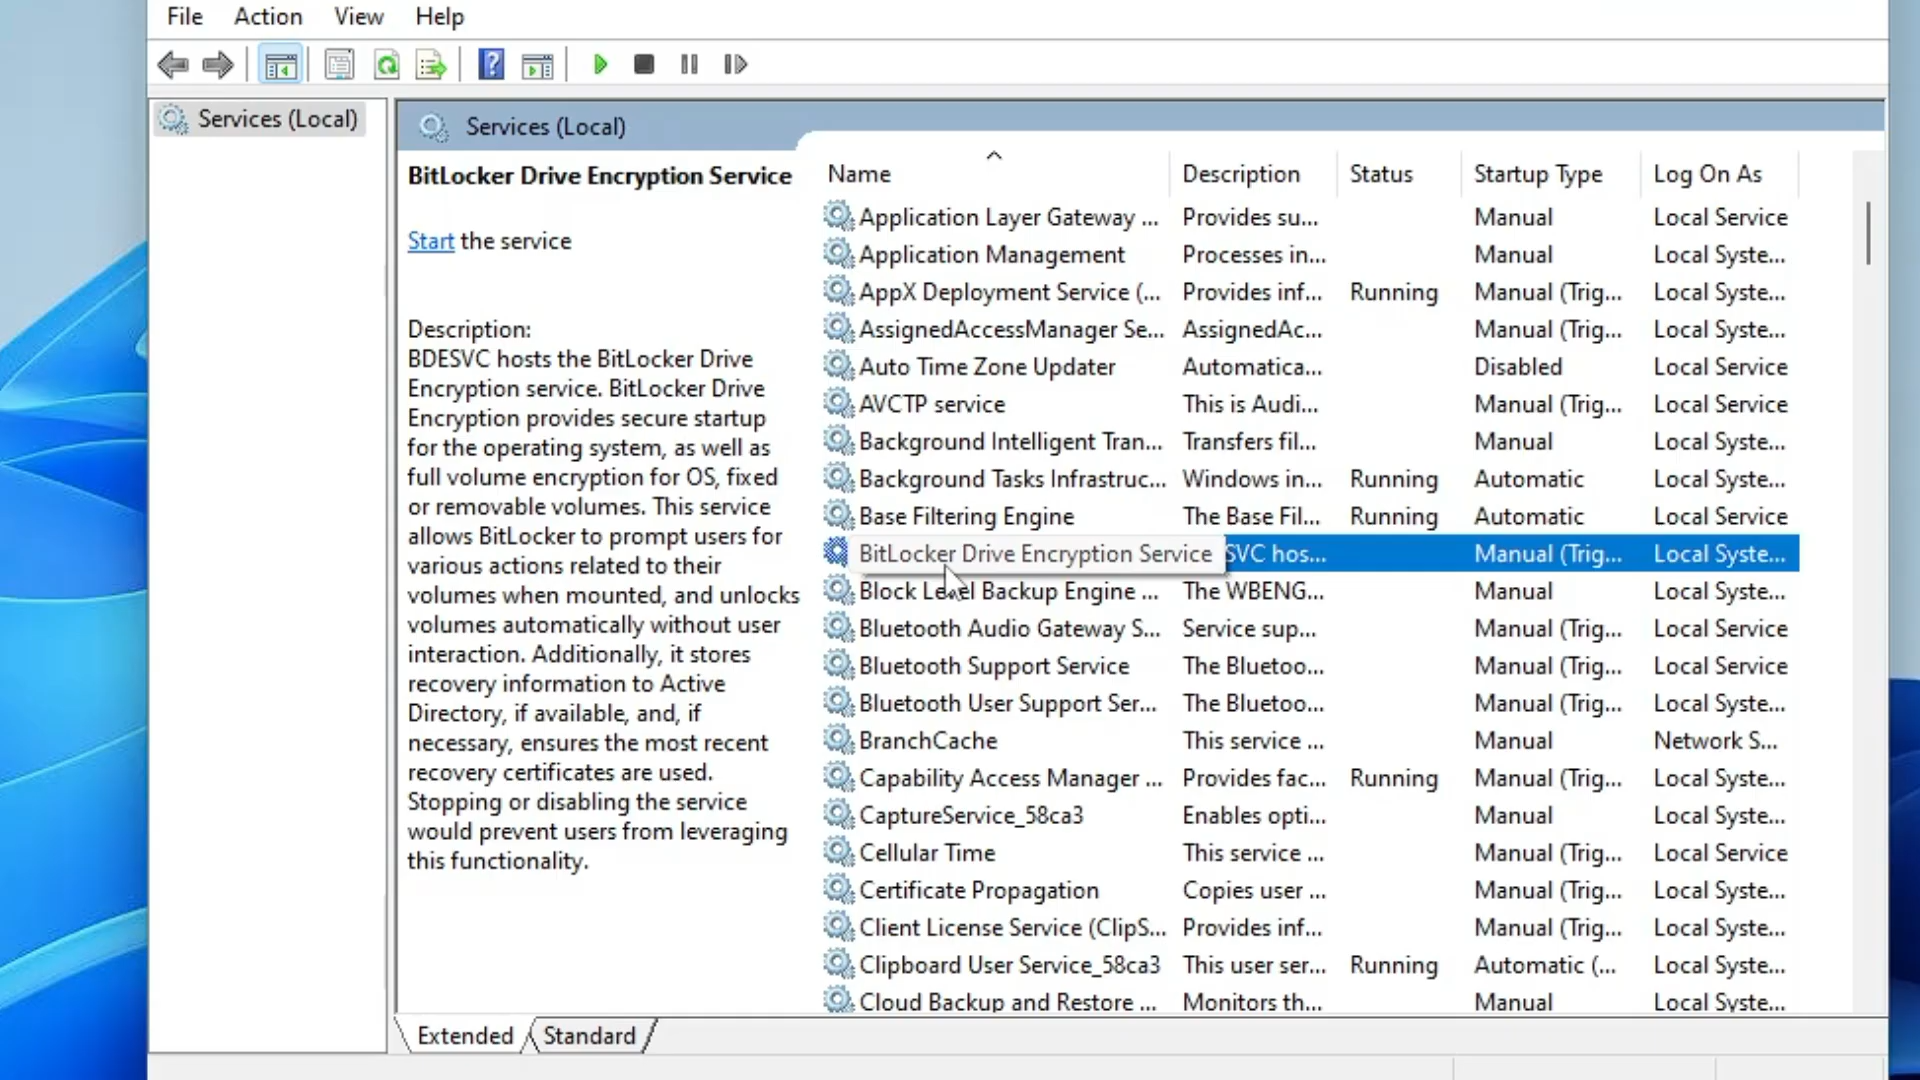 File Action View Help
Services (Local)
Services (Local)
BitLocker Drive Encryption Service
Start the service
Description:
BDESVC hosts the BitLocker Drive
Encryption service. BitLocker Drive
Encryption provides secure startup
for the operating system, as well as
full volume encryption for OS, fixed
or removable volumes. This service
allows BitLocker to prompt users for
various actions related to their
volumes when mounted, and unlocks
volumes automatically without user
interaction. Additionally, it stores
recovery information to Active
Directory, if available, and, if
necessary, ensures the most recent
recovery certificates are used.
Stopping or disabling the service
would prevent users from leveraging
this functionality.
Name Description Status Startup Type Log On As
Application Layer Gateway ... Provides su... Manual Local Service
Application Management Processes in... Manual Local Syste...
AppX Deployment Service (... Provides inf... Running Manual (Trig... Local Syste...
AssignedAccessManager Se... AssignedAc... Manual (Trig... Local Syste...
Auto Time Zone Updater Automatica... Disabled Local Service
AVCTP service This is Audi... Manual (Trig... Local Service
Background Intelligent Tran... Transfers fil... Manual Local Syste...
Background Tasks Infrastruc... Windows in... Running Automatic Local Syste...
Base Filtering Engine The Base Fil... Running Automatic Local Service
BitLocker Drive Encryption Service SVC hos... Manual (Trig... Local Syste...
Block Level Backup Engine ... The WBENG... Manual Local Syste...
Bluetooth Audio Gateway S... Service sup... Manual (Trig... Local Service
Bluetooth Support Service The Bluetoo... Manual (Trig... Local Service
Bluetooth User Support Ser... The Bluetoo... Manual (Trig... Local Syste...
BranchCache This service ... Manual Network S...
Capability Access Manager ... Provides fac... Running Manual (Trig... Local Syste...
CaptureService_58ca3 Enables opti... Manual Local Syste...
Cellular Time This service ... Manual (Trig... Local Service
Certificate Propagation Copies user ... Manual (Trig... Local Syste...
Client License Service (ClipS... Provides inf... Manual (Trig... Local Syste...
Clipboard User Service_58ca3 This user ser... Running Automatic (... Local Syste...
Cloud Backup and Restore ... Monitors th... Manual Local Syste...
Extended Standard